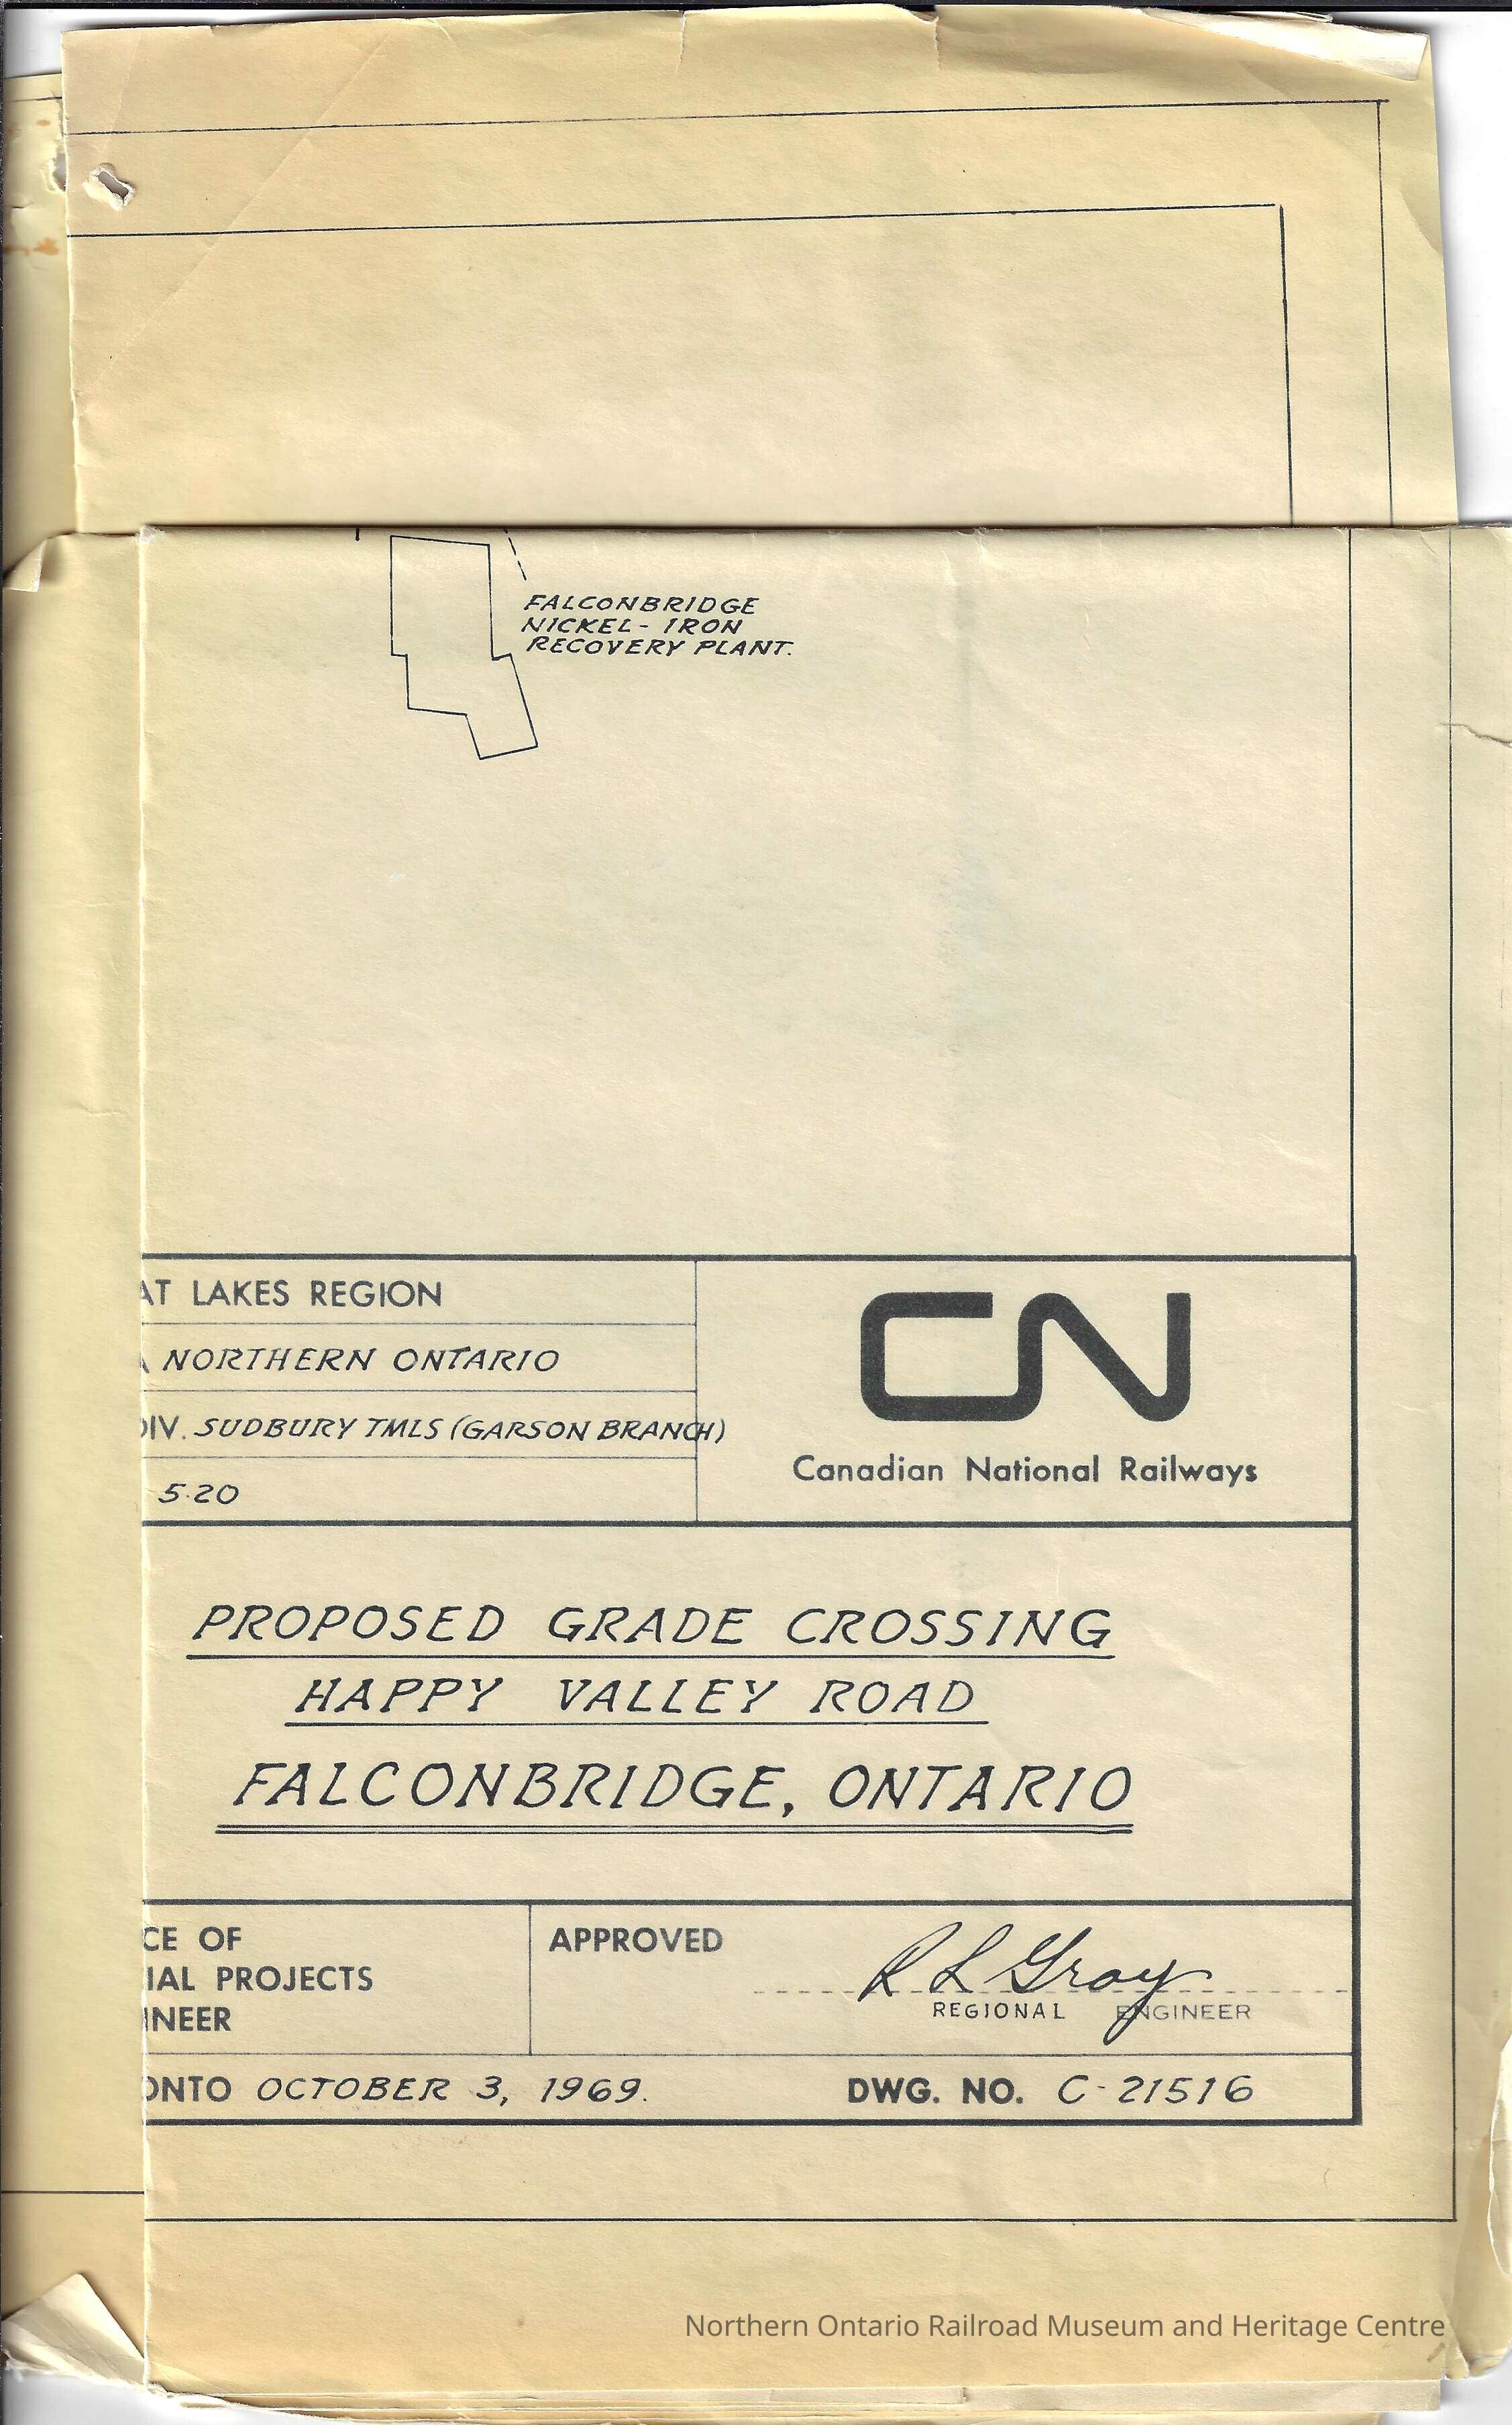 FALCONBRIDGE
NICKEL- IRON
RECOVERY PLANT.
AT LAKES REGION
NORTHERN ONTARIO
DIV. SUDBURY TMLS (GARSON BRANCH)
5.20
CN
Canadian National Railways
PROPOSED GRADE CROSSING
HAPPY VALLEY ROAD
FALCONBRIDGE, ONTARIO
CE OF
IAL PROJECTS
INEER
APPROVED
R L Gray
REGIONAL ENGINEER
ONTO OCTOBER 3, 1969.
DWG. NO. C-21516
Northern Ontario Railroad Museum and Heritage Centre